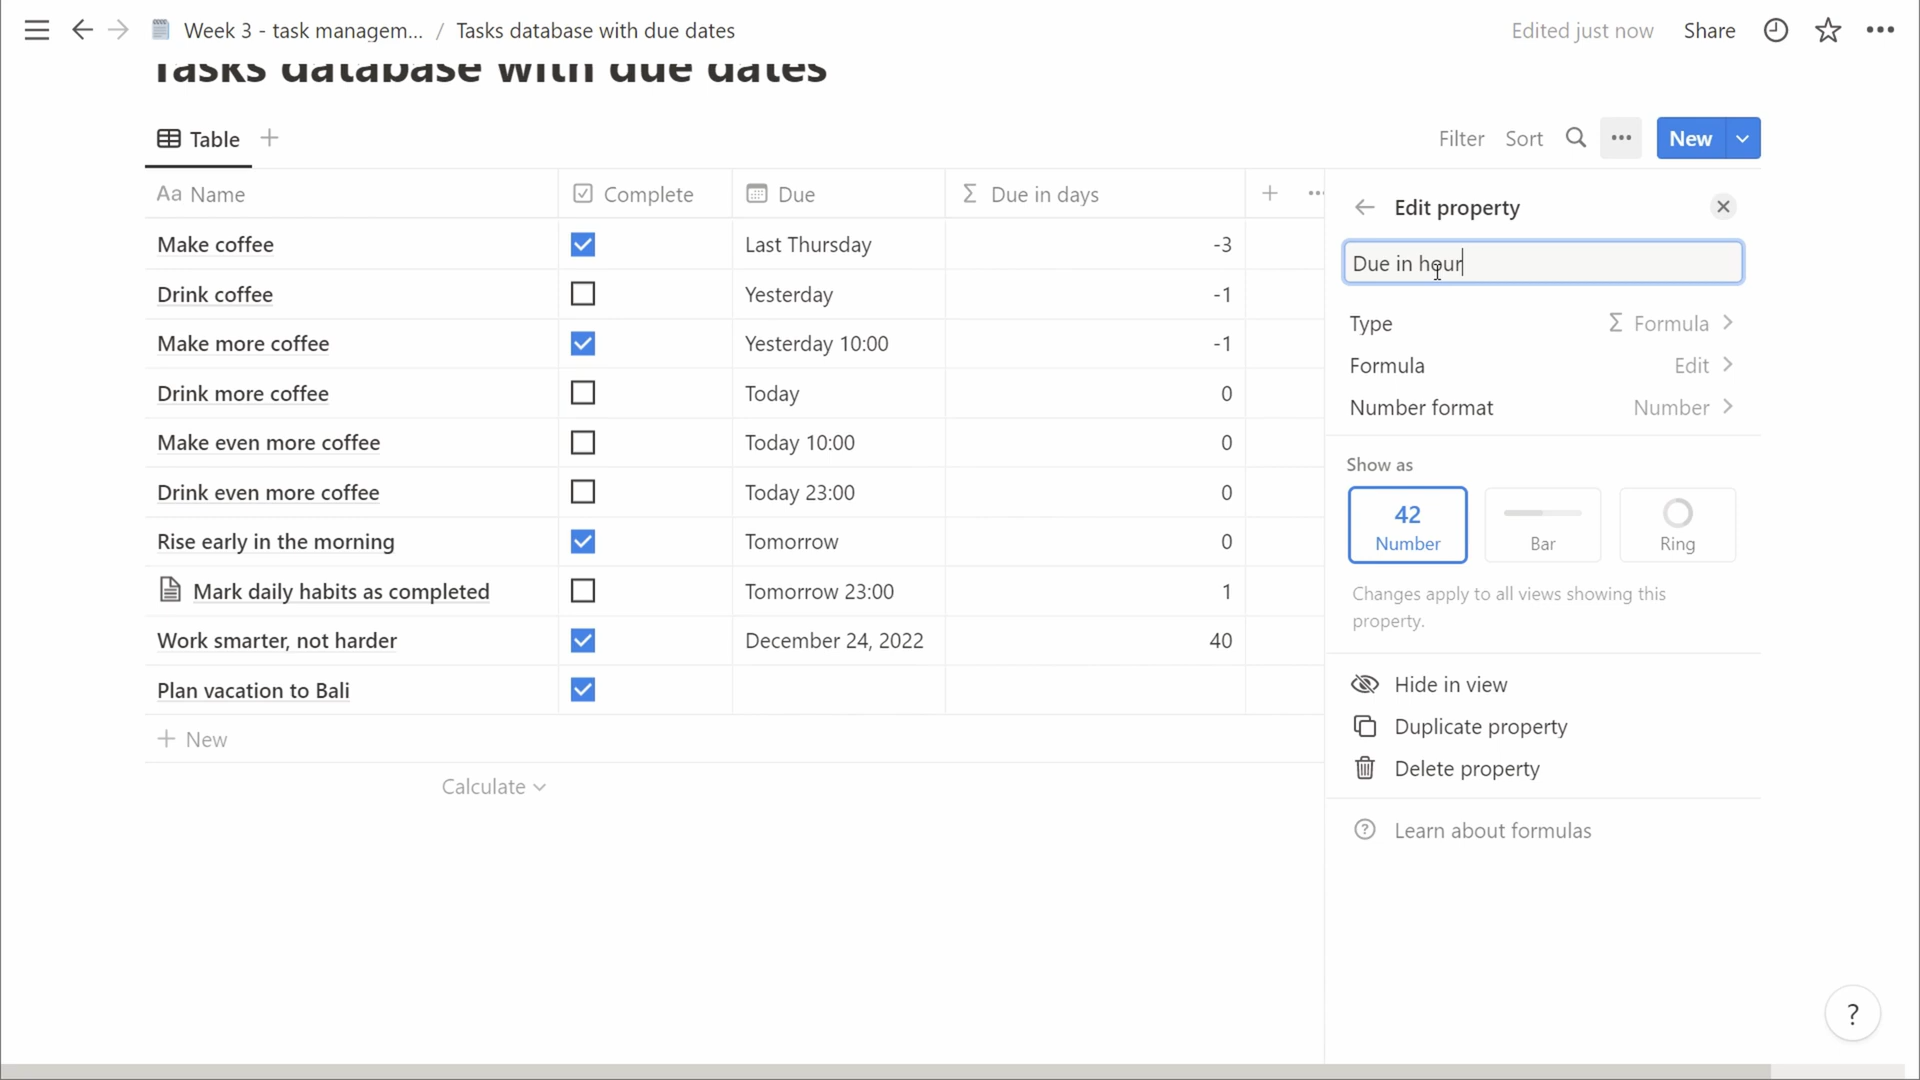 Week 3 - task managem... / Tasks database with due dates
Edited just now Share
Tasks database with due dates
Table
Filter Sort New
Aa Name Complete Due Due in days
Make coffee Last Thursday -3
Drink coffee Yesterday -1
Make more coffee Yesterday 10:00 -1
Drink more coffee Today 0
Make even more coffee Today 10:00 0
Drink even more coffee Today 23:00 0
Rise early in the morning Tomorrow 0
Mark daily habits as completed Tomorrow 23:00 1
Work smarter, not harder December 24, 2022 40
Plan vacation to Bali
+ New
Calculate
Edit property
Due in hour
Type Σ Formula
Formula Edit
Number format Number
Show as
42
Number Bar Ring
Changes apply to all views showing this
property.
Hide in view
Duplicate property
Delete property
Learn about formulas
?